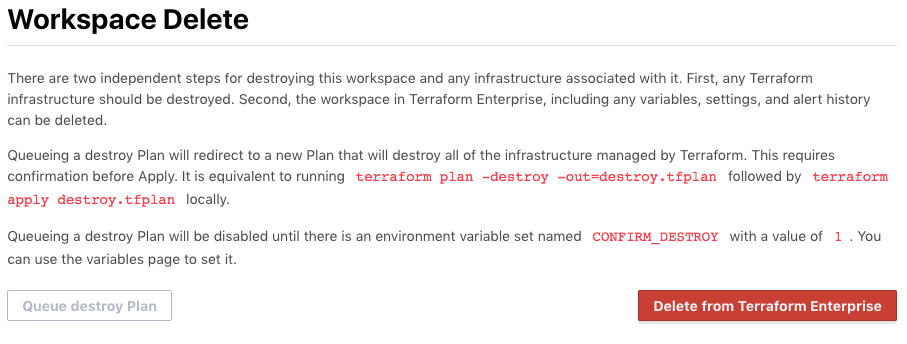 Workspace Delete
There are two independent steps for destroying this workspace and any infrastructure associated with it. First, any Terraform
infrastructure should be destroyed. Second, the workspace in Terraform Enterprise, including any variables, settings, and alert history
can be deleted.
Queueing a destroy Plan will redirect to a new Plan that will destroy all of the infrastructure managed by Terraform. This requires
confirmation before Apply. It is equivalent to running terraform plan -destroy -out=destroy.tfplan followed by terraform
apply destroy.tfplan locally.
Queueing a destroy Plan will be disabled until there is an environment variable set named CONFIRM_DESTROY with a value of 1 . You
can use the variables page to set it.
Queue destroy Plan
Delete from Terraform Enterprise